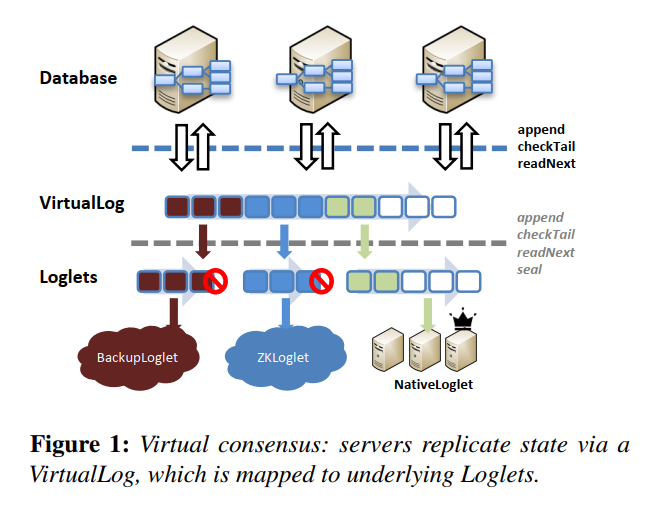 Database
append
checkTail
readNext
VirtualLog
append
checkTail
readNext
seal
Loglets
BackupLoglet
ZKLoglet
NativeLoglet
Figure 1: Virtual consensus: servers replicate state via a
VirtualLog, which is mapped to underlying Loglets.